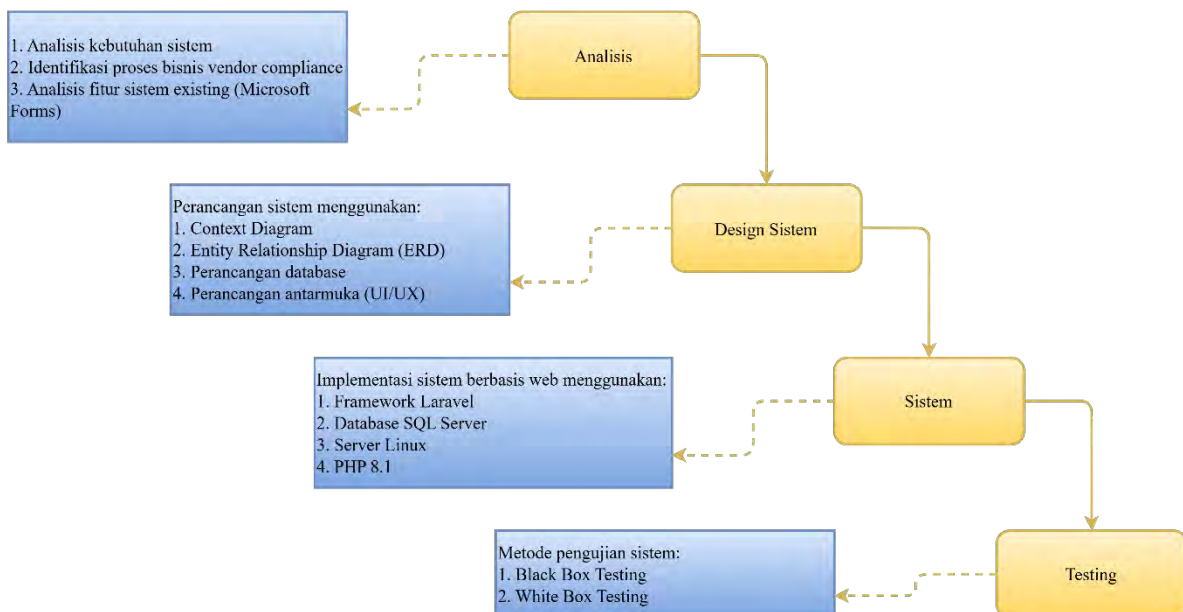 1. Analisis kebutuhan sistem
2. Identifikasi proses bisnis vendor compliance
3. Analisis fitur sistem existing (Microsoft
Forms)
Analisis
Perancangan sistem menggunakan:
1. Context Diagram
2. Entity Relationship Diagram (ERD)
3. Perancangan database
4. Perancangan antarmuka (UI/UX)
Design Sistem
Implementasi sistem berbasis web menggunakan:
1. Framework Laravel
2. Database SQL Server
3. Server Linux
4. PHP 8.1
Sistem
Metode pengujian sistem:
1. Black Box Testing
2. White Box Testing
Testing